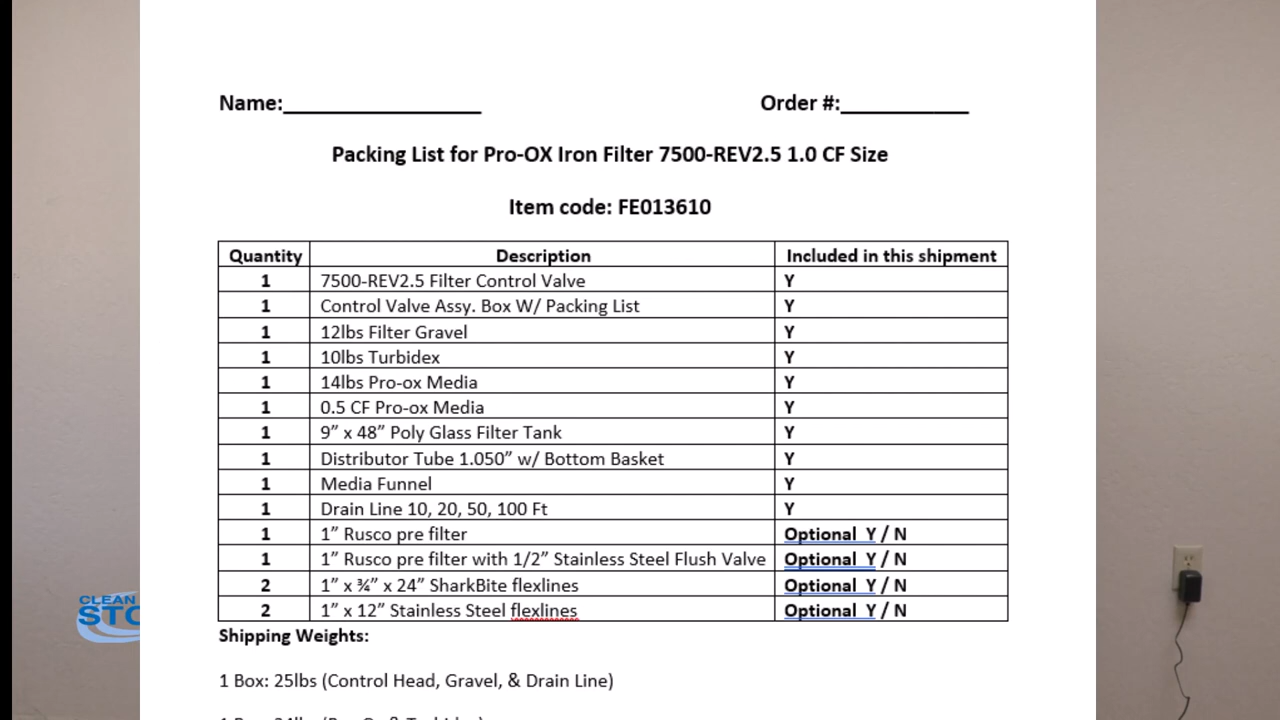 Name:__________________ Order #:____________
Packing List for Pro-OX Iron Filter 7500-REV2.5 1.0 CF Size
Item code: FE013610
Quantity Description Included in this shipment
1 7500-REV2.5 Filter Control Valve Y
1 Control Valve Assy. Box W/ Packing List Y
1 12lbs Filter Gravel Y
1 10lbs Turbidex Y
1 14lbs Pro-ox Media Y
1 0.5 CF Pro-ox Media Y
1 9” x 48” Poly Glass Filter Tank Y
1 Distributor Tube 1.050” w/ Bottom Basket Y
1 Media Funnel Y
1 Drain Line 10, 20, 50, 100 Ft Y
1 1” Rusco pre filter Optional Y / N
1 1” Rusco pre filter with 1/2” Stainless Steel Flush Valve Optional Y / N
2 1” x ¾” x 24” SharkBite flexlines Optional Y / N
2 1” x 12” Stainless Steel flexlines Optional Y / N
Shipping Weights:
1 Box: 25lbs (Control Head, Gravel, & Drain Line)
CLEAN
STO